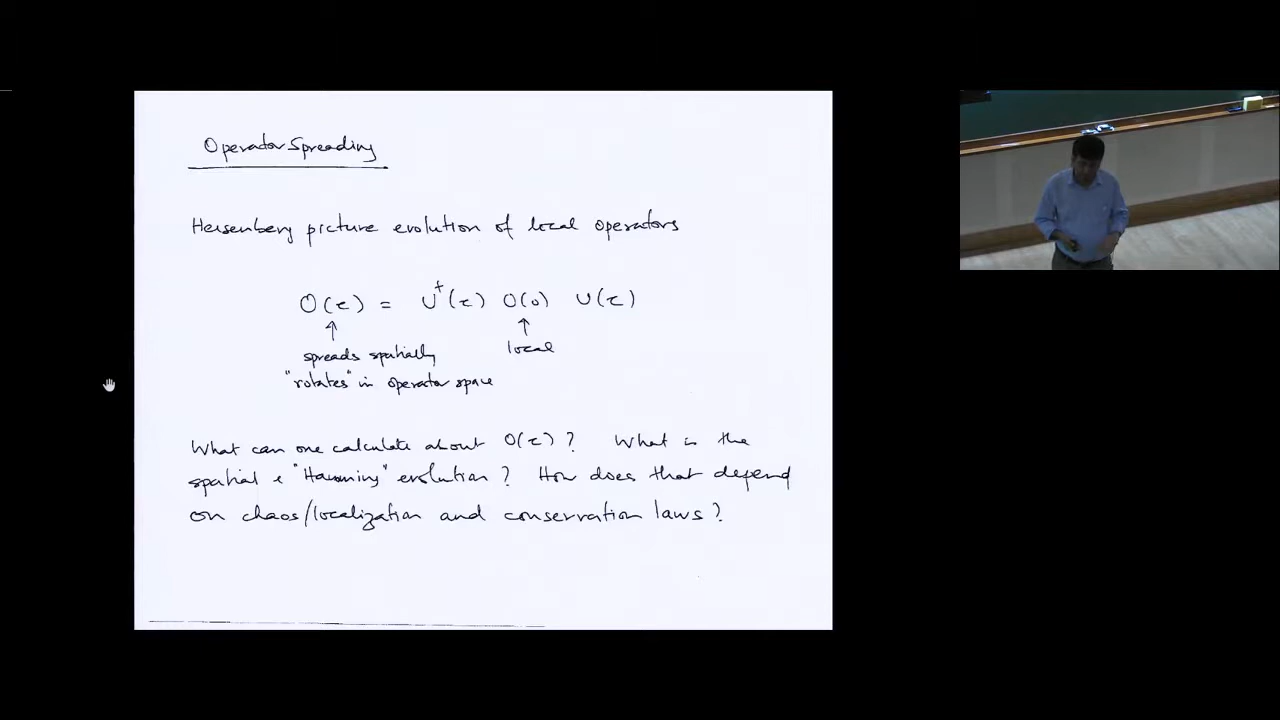 Operator Spreading
Heisenberg picture evolution of local operators
O(τ) = U†(τ) O(0) U(τ)
↑ ↑
spreads spatially local
"rotates" in operator space
What can one calculate about O(τ)? What is the
spatial & "Hamming" evolution? How does that depend
on chaos/localization and conservation laws?